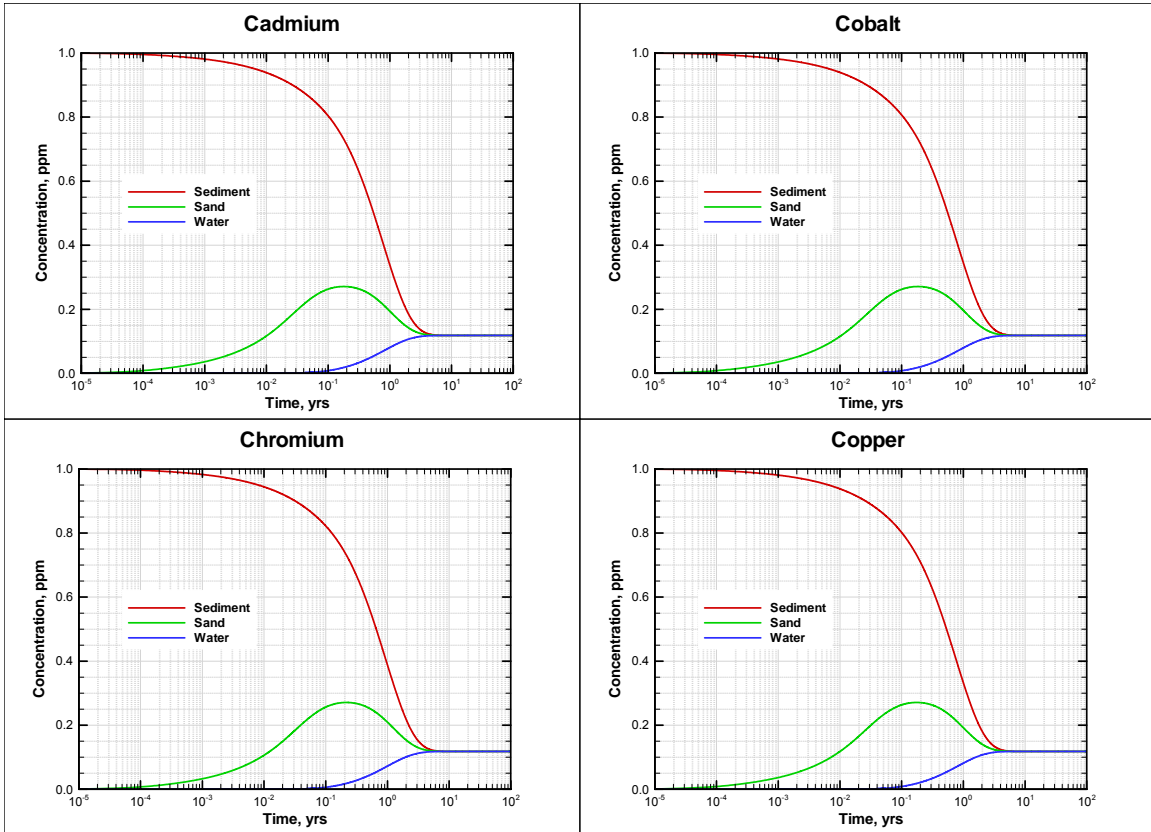 Cadmium
Concentration, ppm
1.0
0.8
0.6
0.4
0.2
0.0
Sediment
Sand
Water
10-5 10-4 10-3 10-2 10-1 100 101 102
Time, yrs
Cobalt
Concentration, ppm
1.0
0.8
0.6
0.4
0.2
0.0
Sediment
Sand
Water
10-5 10-4 10-3 10-2 10-1 100 101 102
Time, yrs
Chromium
Concentration, ppm
1.0
0.8
0.6
0.4
0.2
0.0
Sediment
Sand
Water
10-5 10-4 10-3 10-2 10-1 100 101 102
Time, yrs
Copper
Concentration, ppm
1.0
0.8
0.6
0.4
0.2
0.0
Sediment
Sand
Water
10-5 10-4 10-3 10-2 10-1 100 101 102
Time, yrs